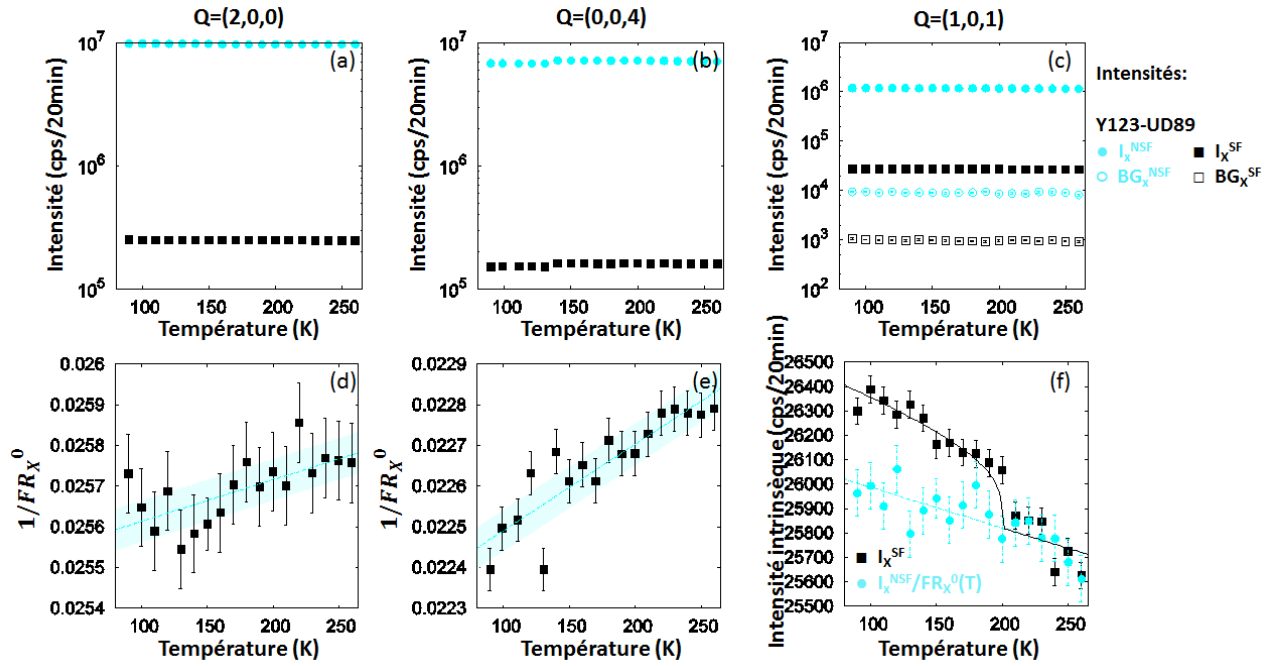 Q=(2,0,0)
Q=(0,0,4)
Q=(1,0,1)
(a)
10^7
10^6
10^5
Intensité (cps/20min)
100 150 200 250
Température (K)
(b)
10^7
10^6
10^5
Intensité (cps/20min)
100 150 200 250
Température (K)
(c)
10^7
10^6
10^5
10^4
10^3
10^2
Intensité (cps/20min)
100 150 200 250
Température (K)
Intensités:
Y123-UD89
I_x^NSF
I_X^SF
BG_x^NSF
BG_X^SF
(d)
0.026
0.0259
0.0258
0.0257
0.0256
0.0255
0.0254
1/FR_X^0
100 150 200 250
Température (K)
(e)
0.0229
0.0228
0.0227
0.0226
0.0225
0.0224
0.0223
1/FR_X^0
100 150 200 250
Température (K)
(f)
26500
26400
26300
26200
26100
26000
25900
25800
25700
25600
25500
Intensité intrinsèque (cps/20min)
I_X^SF
I_x^NSF/FR_X^0(T)
100 150 200 250
Température (K)